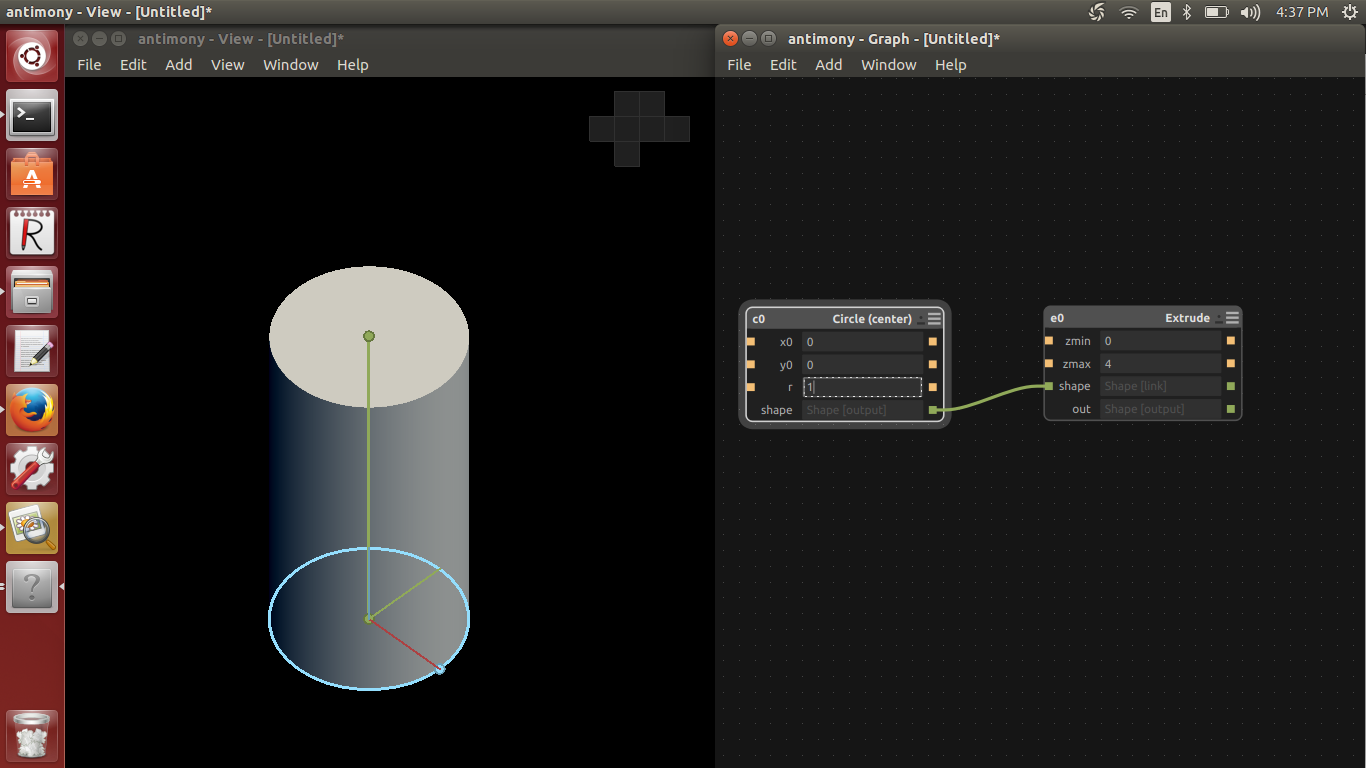 antimony - View - [Untitled]*
En
4:37 PM
antimony - View - [Untitled]*
File Edit Add View Window Help
antimony - Graph - [Untitled]*
File Edit Add Window Help
c0 Circle (center)
x0 0
y0 0
r 1
shape Shape [output]
e0 Extrude
zmin 0
zmax 4
shape Shape [link]
out Shape [output]
>_
A
R
?